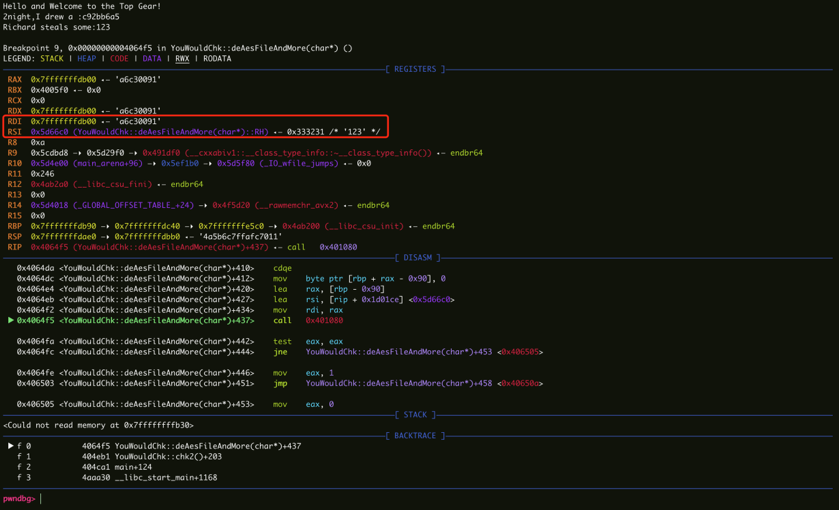 Hello and Welcome to the Top Gear!
2night,I drew a :c92bb6a5
Richard steals some:123
Breakpoint 9, 0x00000000004064f5 in YouWouldChk::deAesFileAndMore(char*) ()
LEGEND: STACK | HEAP | CODE | DATA | RWX | RODATA
[ REGISTERS ]
RAX 0x7fffffffdb00 ◂— 'a6c30091'
RBX 0x4005f0 ◂— 0x0
RCX 0x0
RDX 0x7fffffffdb00 ◂— 'a6c30091'
RDI 0x7fffffffdb00 ◂— 'a6c30091'
RSI 0x5d66c0 (YouWouldChk::deAesFileAndMore(char*)::RH) ◂— 0x333231 /* '123' */
R8 0xa
R9 0x5cdbd8 —▸ 0x5d29f0 —▸ 0x491df0 (__cxxabiv1::__class_type_info::~__class_type_info()) ◂— endbr64
R10 0x5d4e00 (main_arena+96) —▸ 0x5ef1b0 —▸ 0x5d5f80 (_IO_wfile_jumps) ◂— 0x0
R11 0x246
R12 0x4ab2a0 (__libc_csu_fini) ◂— endbr64
R13 0x0
R14 0x5d4018 (_GLOBAL_OFFSET_TABLE_+24) —▸ 0x4f5d20 (__rawmemchr_avx2) ◂— endbr64
R15 0x0
RBP 0x7fffffffdb90 —▸ 0x7fffffffdc40 —▸ 0x7fffffffe5c0 —▸ 0x4ab200 (__libc_csu_init) ◂— endbr64
RSP 0x7fffffffdae0 —▸ 0x7fffffffdbb0 ◂— '4a5b6c7ffafc7011'
RIP 0x4064f5 (YouWouldChk::deAesFileAndMore(char*)+437) ◂— call 0x401080
[ DISASM ]
0x4064da <YouWouldChk::deAesFileAndMore(char*)+410> cdqe
0x4064dc <YouWouldChk::deAesFileAndMore(char*)+412> mov byte ptr [rbp + rax - 0x90], 0
0x4064e4 <YouWouldChk::deAesFileAndMore(char*)+420> lea rax, [rbp - 0x90]
0x4064eb <YouWouldChk::deAesFileAndMore(char*)+427> lea rsi, [rip + 0x1d01ce] <0x5d66c0>
0x4064f2 <YouWouldChk::deAesFileAndMore(char*)+434> mov rdi, rax
► 0x4064f5 <YouWouldChk::deAesFileAndMore(char*)+437> call 0x401080
0x4064fa <YouWouldChk::deAesFileAndMore(char*)+442> test eax, eax
0x4064fc <YouWouldChk::deAesFileAndMore(char*)+444> jne YouWouldChk::deAesFileAndMore(char*)+453 <0x406505>
0x4064fe <YouWouldChk::deAesFileAndMore(char*)+446> mov eax, 1
0x406503 <YouWouldChk::deAesFileAndMore(char*)+451> jmp YouWouldChk::deAesFileAndMore(char*)+458 <0x40650a>
0x406505 <YouWouldChk::deAesFileAndMore(char*)+453> mov eax, 0
[ STACK ]
<Could not read memory at 0x7fffffffb30>
[ BACKTRACE ]
► f 0 4064f5 YouWouldChk::deAesFileAndMore(char*)+437
f 1 404eb1 YouWouldChk::chk2()+203
f 2 404ca1 main+124
f 3 4aaa30 __libc_start_main+1168
pwndbg>